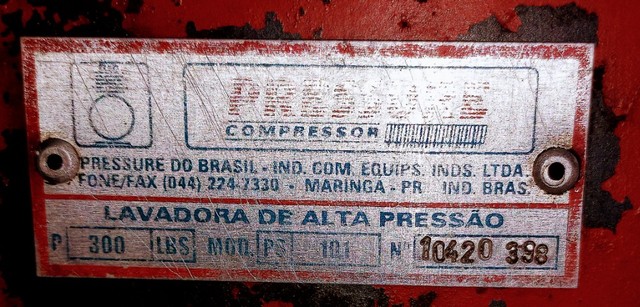 PRESSURE
COMPRESSOR
PRESSURE DO BRASIL - IND. COM. EQUIPS. INDS. LTDA.
FONE/FAX (044) 224-7330 - MARINGA - PR IND. BRAS.
LAVADORA DE ALTA PRESSÃO
P 300 LBS MOD. PS 101 Nº 10420 398